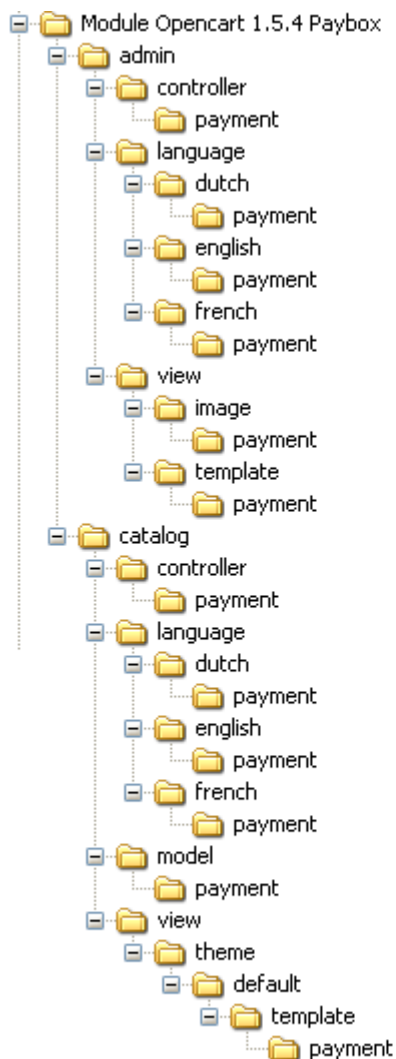 Module Opencart 1.5.4 Paybox
admin
controller
payment
language
dutch
payment
english
payment
french
payment
view
image
payment
template
payment
catalog
controller
payment
language
dutch
payment
english
payment
french
payment
model
payment
view
theme
default
template
payment